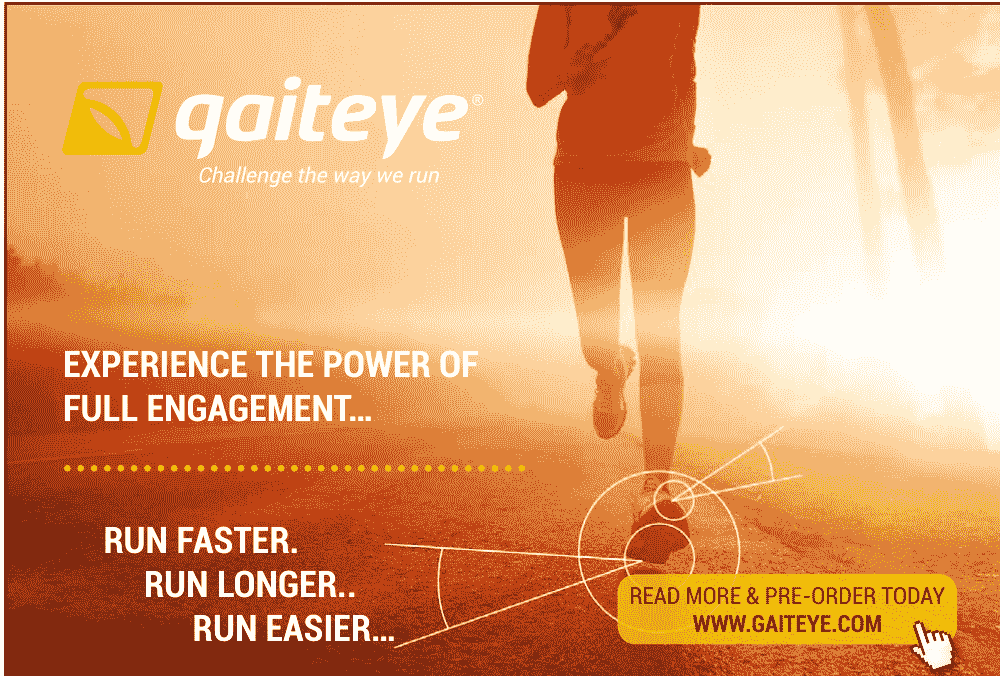 gaiteye®
Challenge the way we run
EXPERIENCE THE POWER OF
FULL ENGAGEMENT...
RUN FASTER.
RUN LONGER..
RUN EASIER...
READ MORE & PRE-ORDER TODAY
WWW.GAITEYE.COM